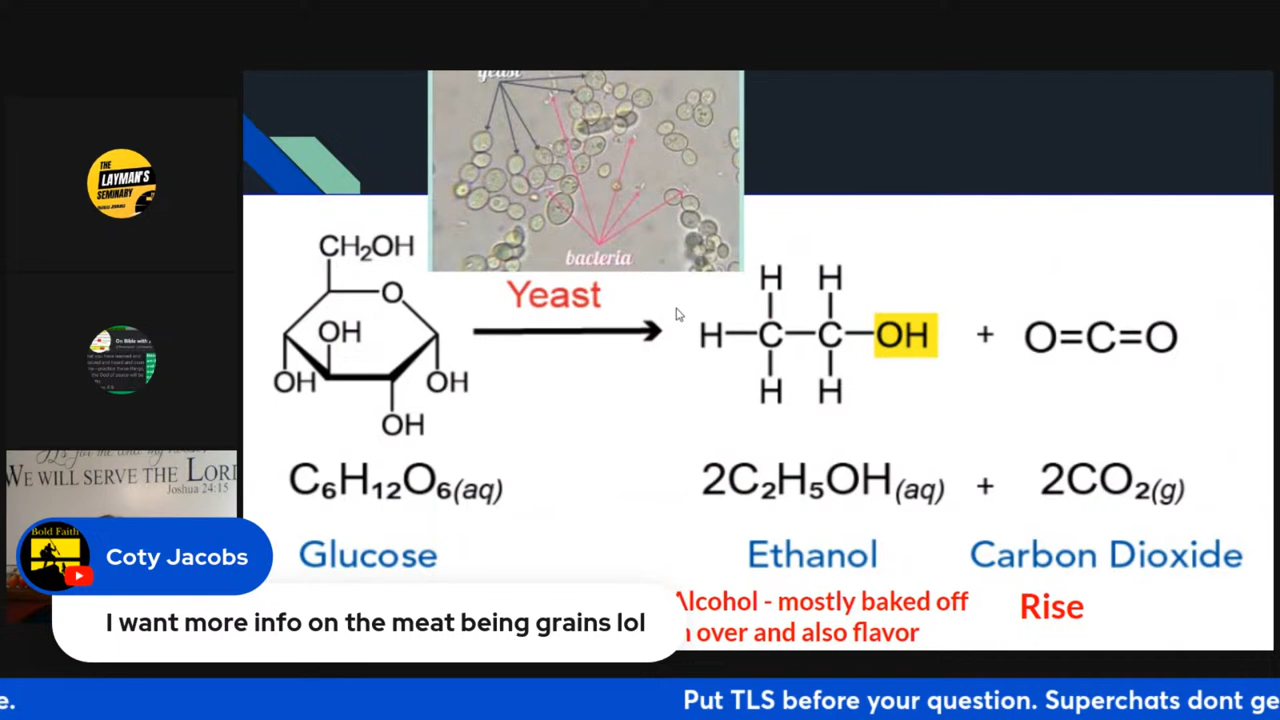 yeast
THE
LAYMAN'S
SEMINARY
On Bible with
WE WILL SERVE THE LORD
Joshua 24:15
bacteria
CH₂OH
O
OH
OH
OH
OH
Yeast
H H
H—C—C—OH + O=C=O
H H
C₆H₁₂O₆(aq)
2C₂H₅OH(aq) + 2CO₂(g)
Glucose
Ethanol
Carbon Dioxide
Alcohol - mostly baked off
n over and also flavor
Rise
Bold Faith
Coty Jacobs
I want more info on the meat being grains lol
e.
Put TLS before your question. Superchats dont ge